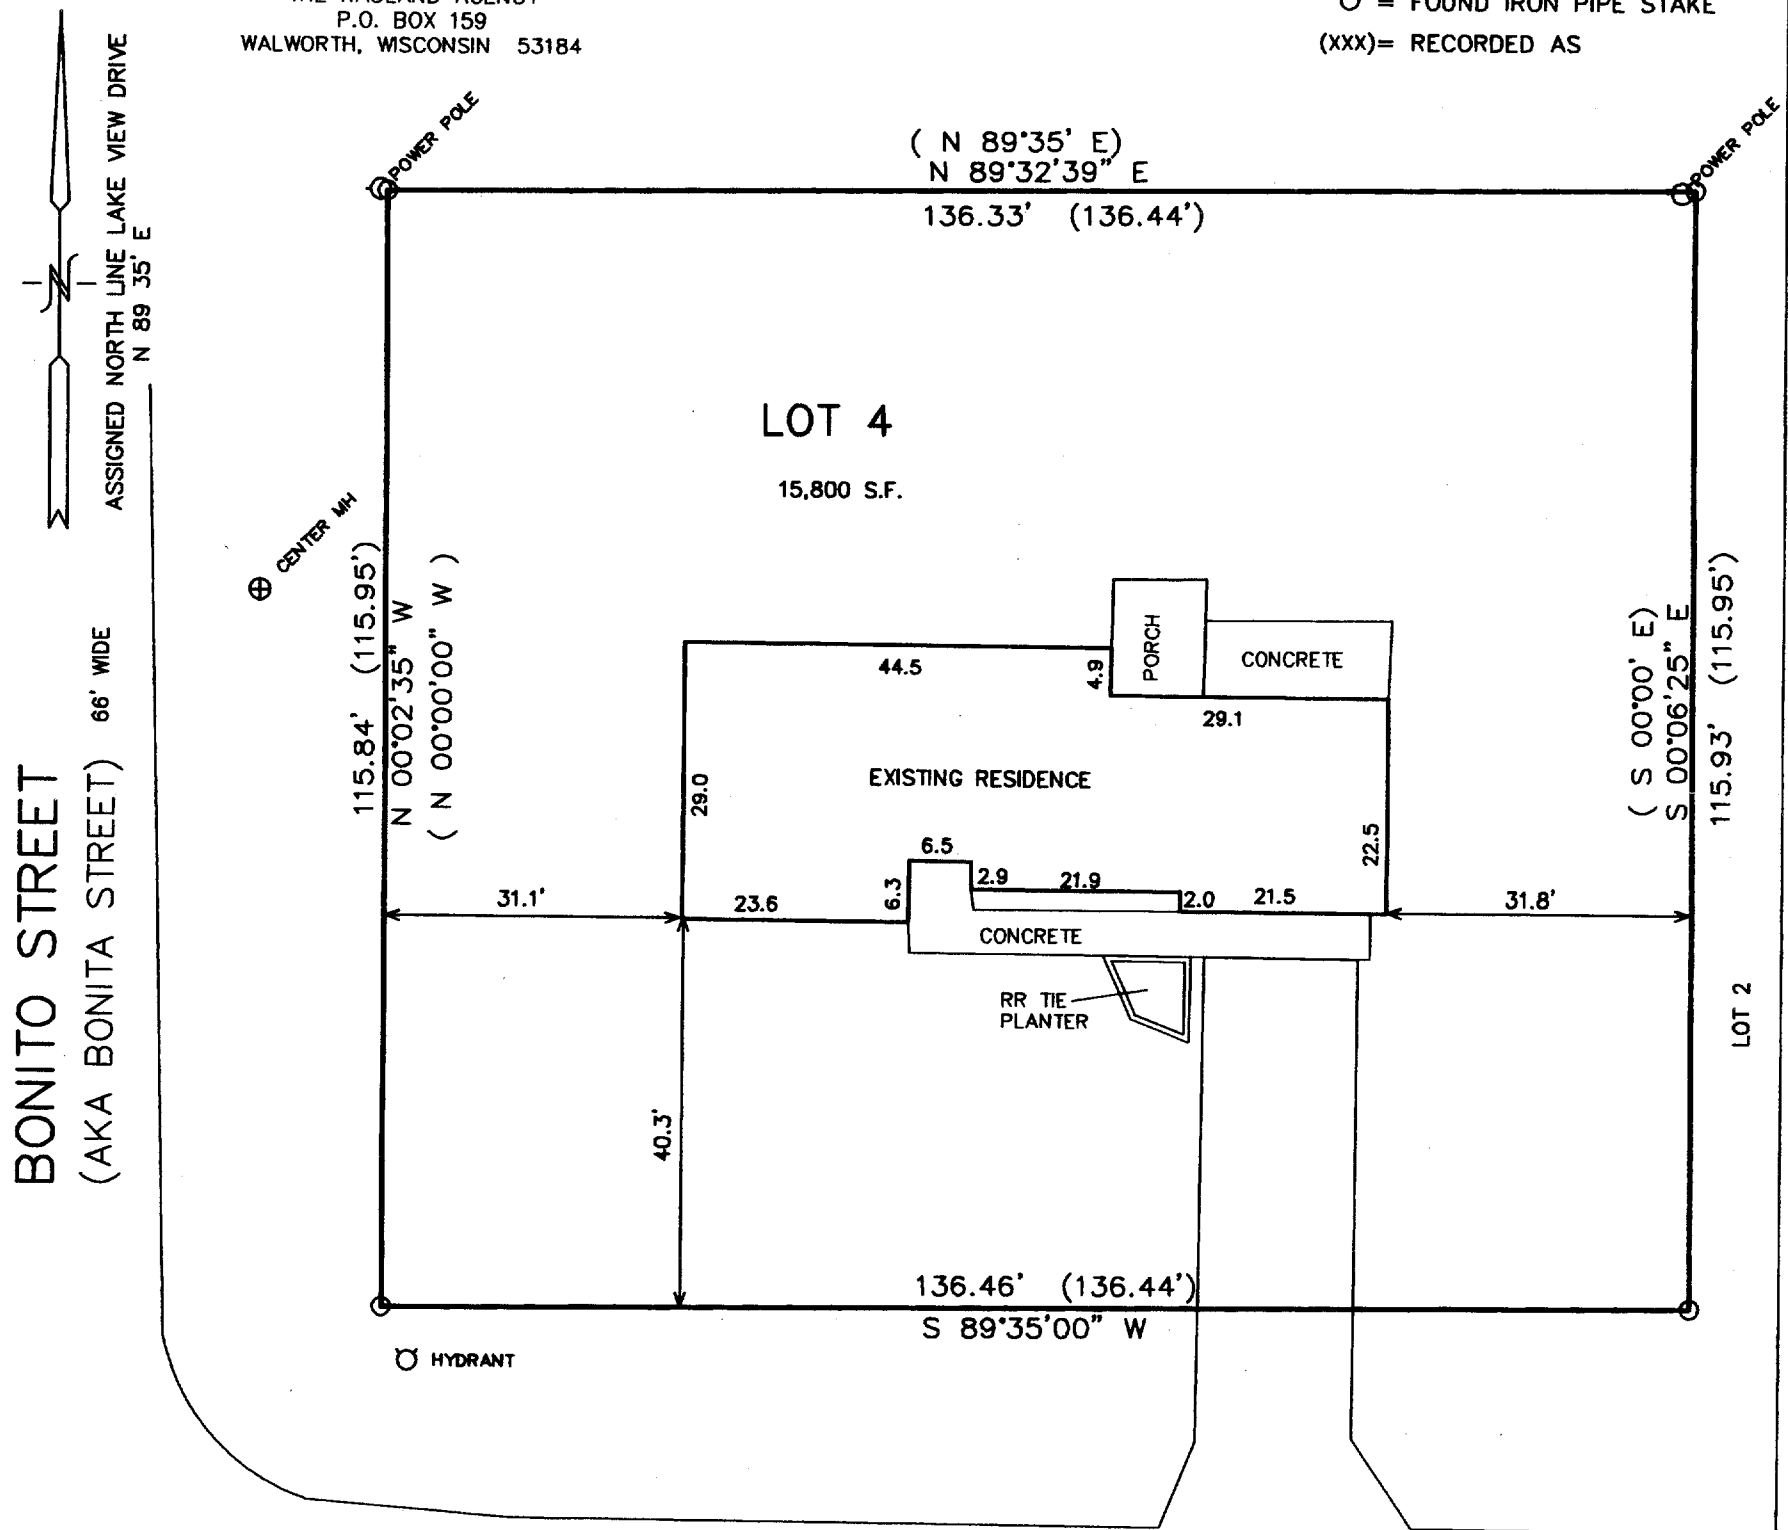 P.O. BOX 159
WALWORTH, WISCONSIN 53184
= FOUND IRON PIPE STAKE
(XXX)= RECORDED AS
ASSIGNED NORTH LINE LAKE VIEW DRIVE
N 89 35' E
N
POWER POLE
( N 89°35' E)
N 89°32'39" E
136.33' (136.44')
POWER POLE
LOT 4
15,800 S.F.
CENTER MH
115.84' (115.95')
N 00°02'35" W
( N 00°00'00" W )
( S 00°00' E)
S 00°06'25" E
115.93' (115.95')
BONITO STREET
(AKA BONITA STREET) 66' WIDE
PORCH
CONCRETE
44.5
4.9
29.1
EXISTING RESIDENCE
29.0
22.5
6.5
6.3
2.9
21.9
2.0
21.5
31.1'
23.6
31.8'
CONCRETE
RR TIE
PLANTER
LOT 2
40.3'
136.46' (136.44')
S 89°35'00" W
HYDRANT